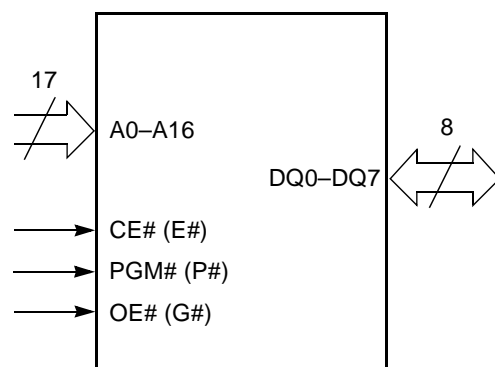 17
A0–A16
8
DQ0–DQ7
CE# (E#)
PGM# (P#)
OE# (G#)